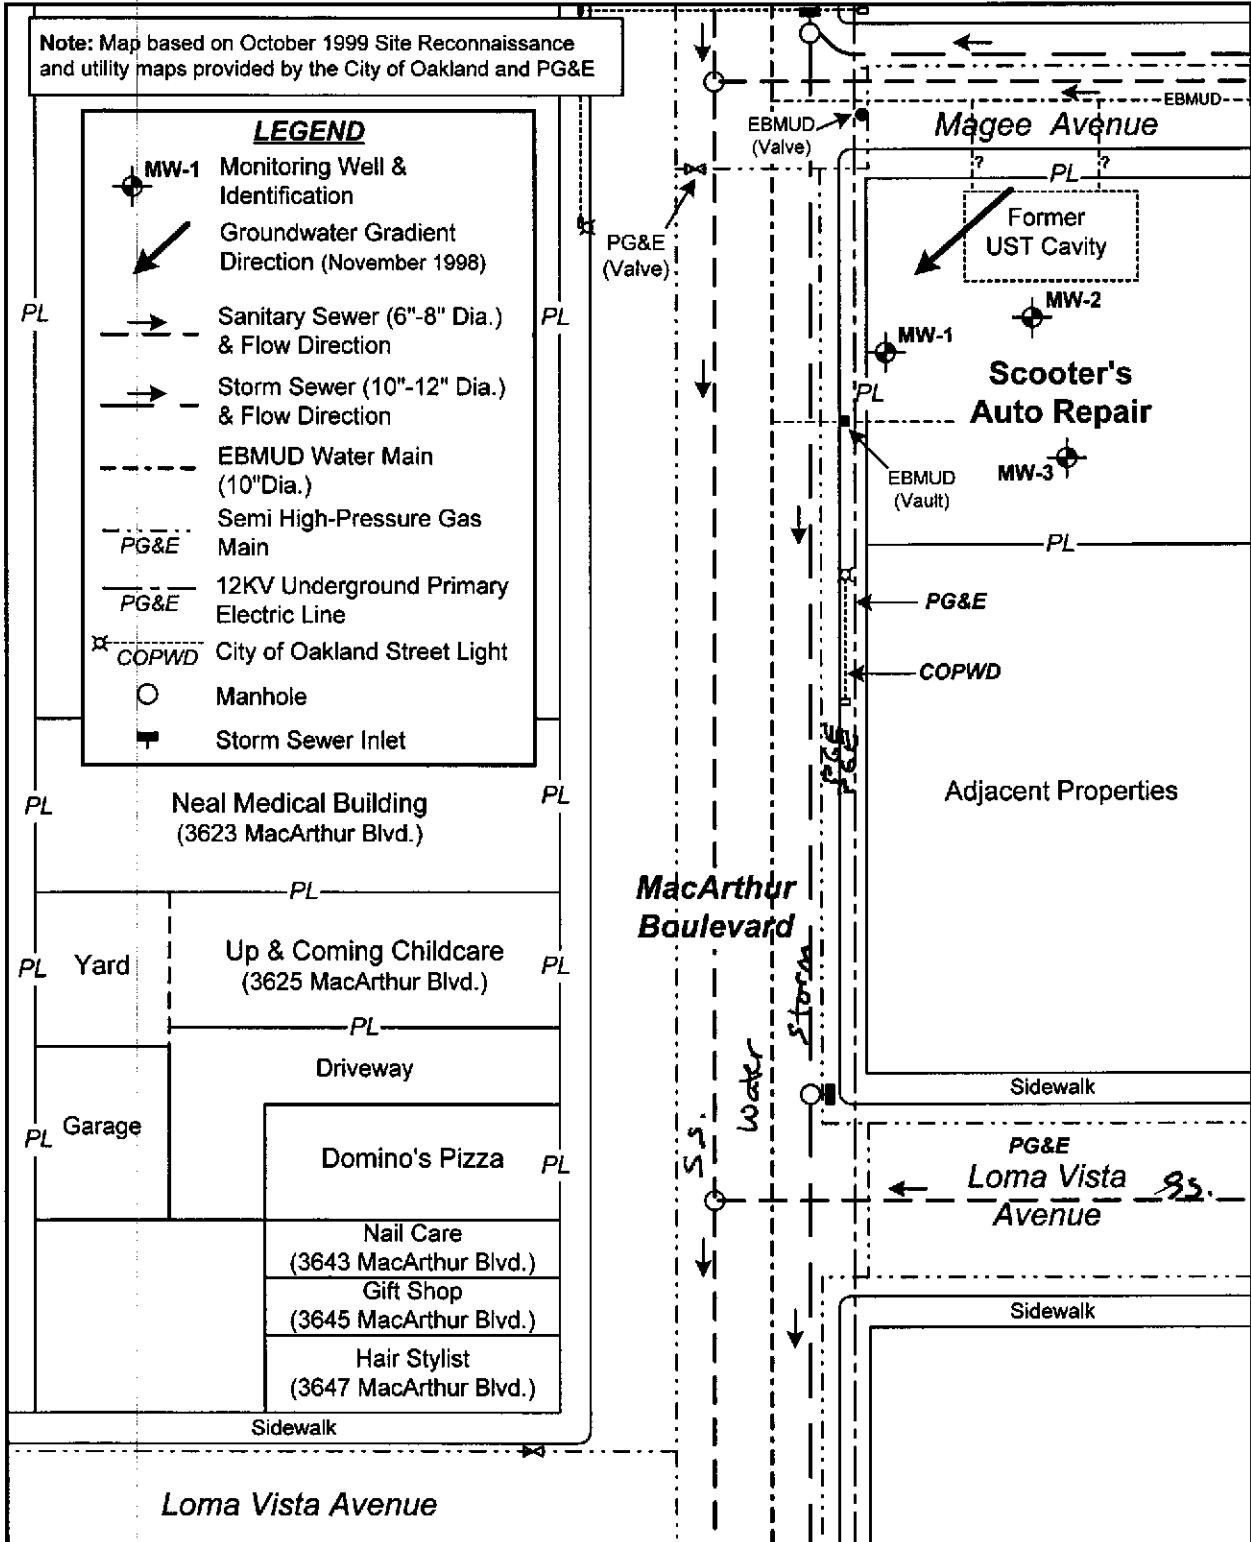 Note: Map based on October 1999 Site Reconnaissance
and utility maps provided by the City of Oakland and PG&E
LEGEND
MW-1 Monitoring Well &
Identification
Groundwater Gradient
Direction (November 1998)
Sanitary Sewer (6"-8" Dia.)
& Flow Direction
Storm Sewer (10"-12" Dia.)
& Flow Direction
EBMUD Water Main
(10"Dia.)
Semi High-Pressure Gas
Main
PG&E
12KV Underground Primary
Electric Line
PG&E
City of Oakland Street Light
COPWD
Manhole
Storm Sewer Inlet
PL
PL
EBMUD
Magee Avenue
EBMUD
(Valve)
? ?
PL
PG&E
(Valve)
Former
UST Cavity
MW-2
MW-1
Scooter's
Auto Repair
PL
MW-3
EBMUD
(Vault)
PL
PG&E
COPWD
PG&E
PG&E
Adjacent Properties
PL
Neal Medical Building
(3623 MacArthur Blvd.)
PL
PL
MacArthur
Boulevard
PL
Yard
Up & Coming Childcare
(3625 MacArthur Blvd.)
PL
PL
Storm
Water
S.S.
Driveway
Garage
PL
Domino's Pizza
PL
Sidewalk
PG&E
Loma Vista
Avenue
SS.
Nail Care
(3643 MacArthur Blvd.)
Gift Shop
(3645 MacArthur Blvd.)
Hair Stylist
(3647 MacArthur Blvd.)
Sidewalk
Sidewalk
Loma Vista Avenue